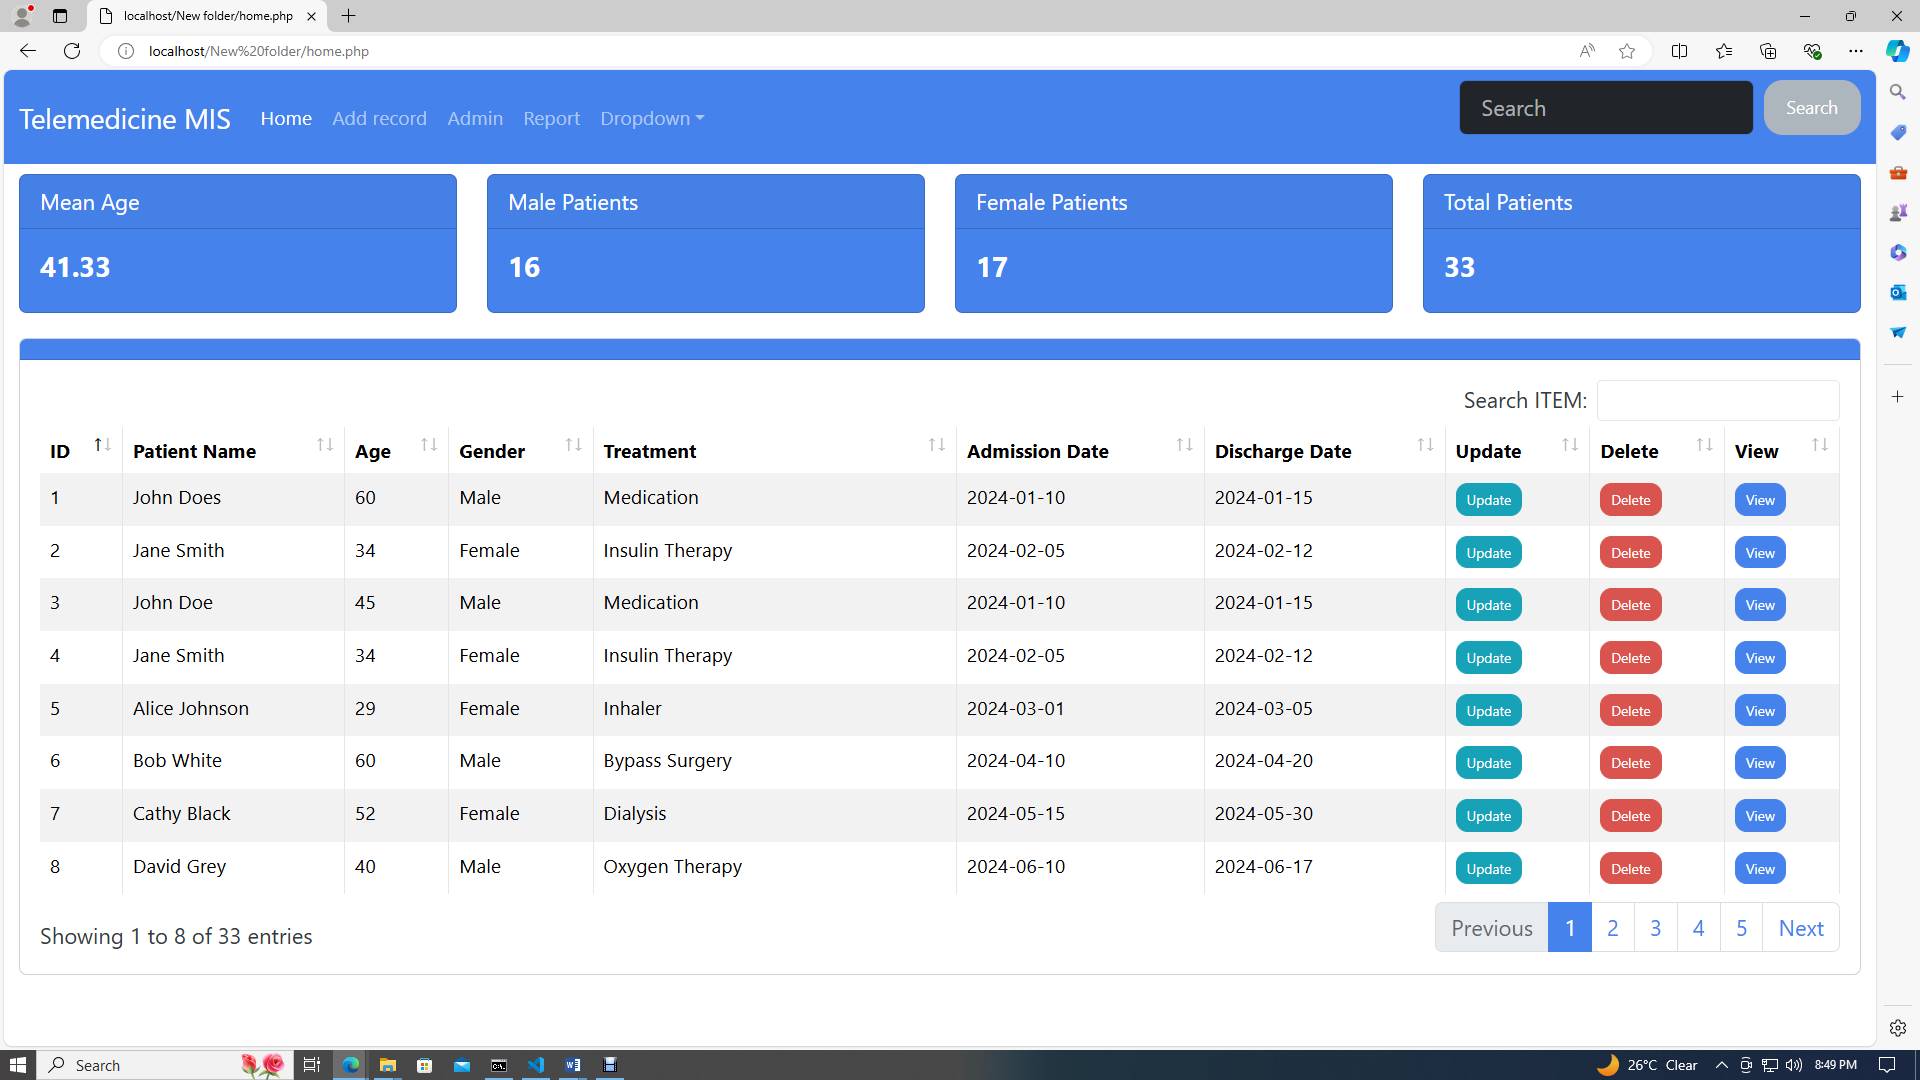 localhost/New folder/home.php
localhost/New%20folder/home.php
Telemedicine MIS Home Add record Admin Report Dropdown Search Search
Mean Age Male Patients Female Patients Total Patients
41.33 16 17 33
Search ITEM:
ID Patient Name Age Gender Treatment Admission Date Discharge Date Update Delete View
1 John Does 60 Male Medication 2024-01-10 2024-01-15 Update Delete View
2 Jane Smith 34 Female Insulin Therapy 2024-02-05 2024-02-12 Update Delete View
3 John Doe 45 Male Medication 2024-01-10 2024-01-15 Update Delete View
4 Jane Smith 34 Female Insulin Therapy 2024-02-05 2024-02-12 Update Delete View
5 Alice Johnson 29 Female Inhaler 2024-03-01 2024-03-05 Update Delete View
6 Bob White 60 Male Bypass Surgery 2024-04-10 2024-04-20 Update Delete View
7 Cathy Black 52 Female Dialysis 2024-05-15 2024-05-30 Update Delete View
8 David Grey 40 Male Oxygen Therapy 2024-06-10 2024-06-17 Update Delete View
Showing 1 to 8 of 33 entries Previous 1 2 3 4 5 Next
Search 26°C Clear 8:49 PM